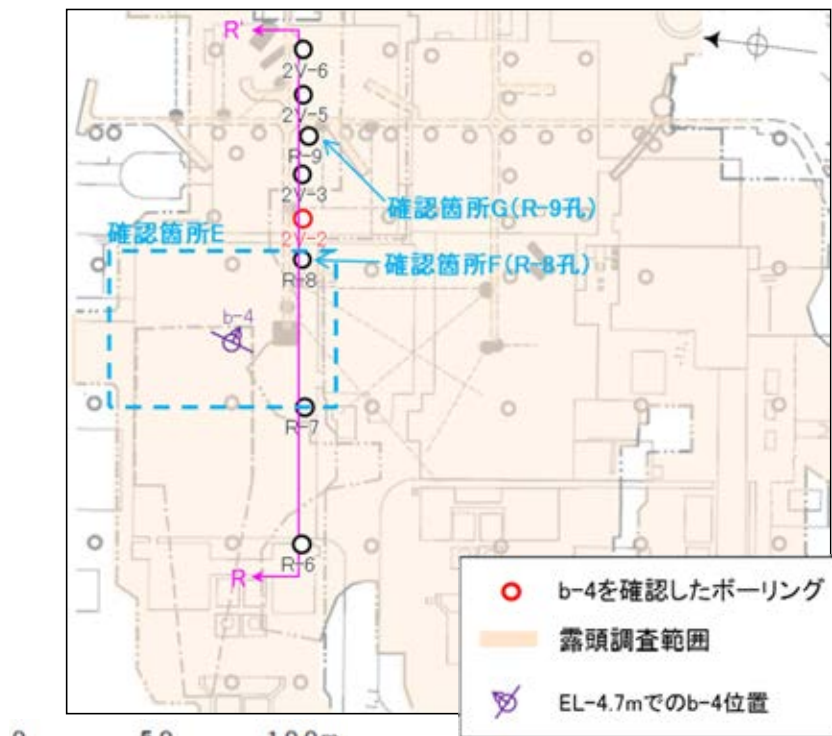 R'
2V-6
2V-5
R-9
2V-3
確認箇所G(R-9孔)
確認箇所E
2V-2
確認箇所F(R-8孔)
R-8
b-4
R-7
R-6
R
b-4を確認したボーリング
露頭調査範囲
EL-4.7mでのb-4位置